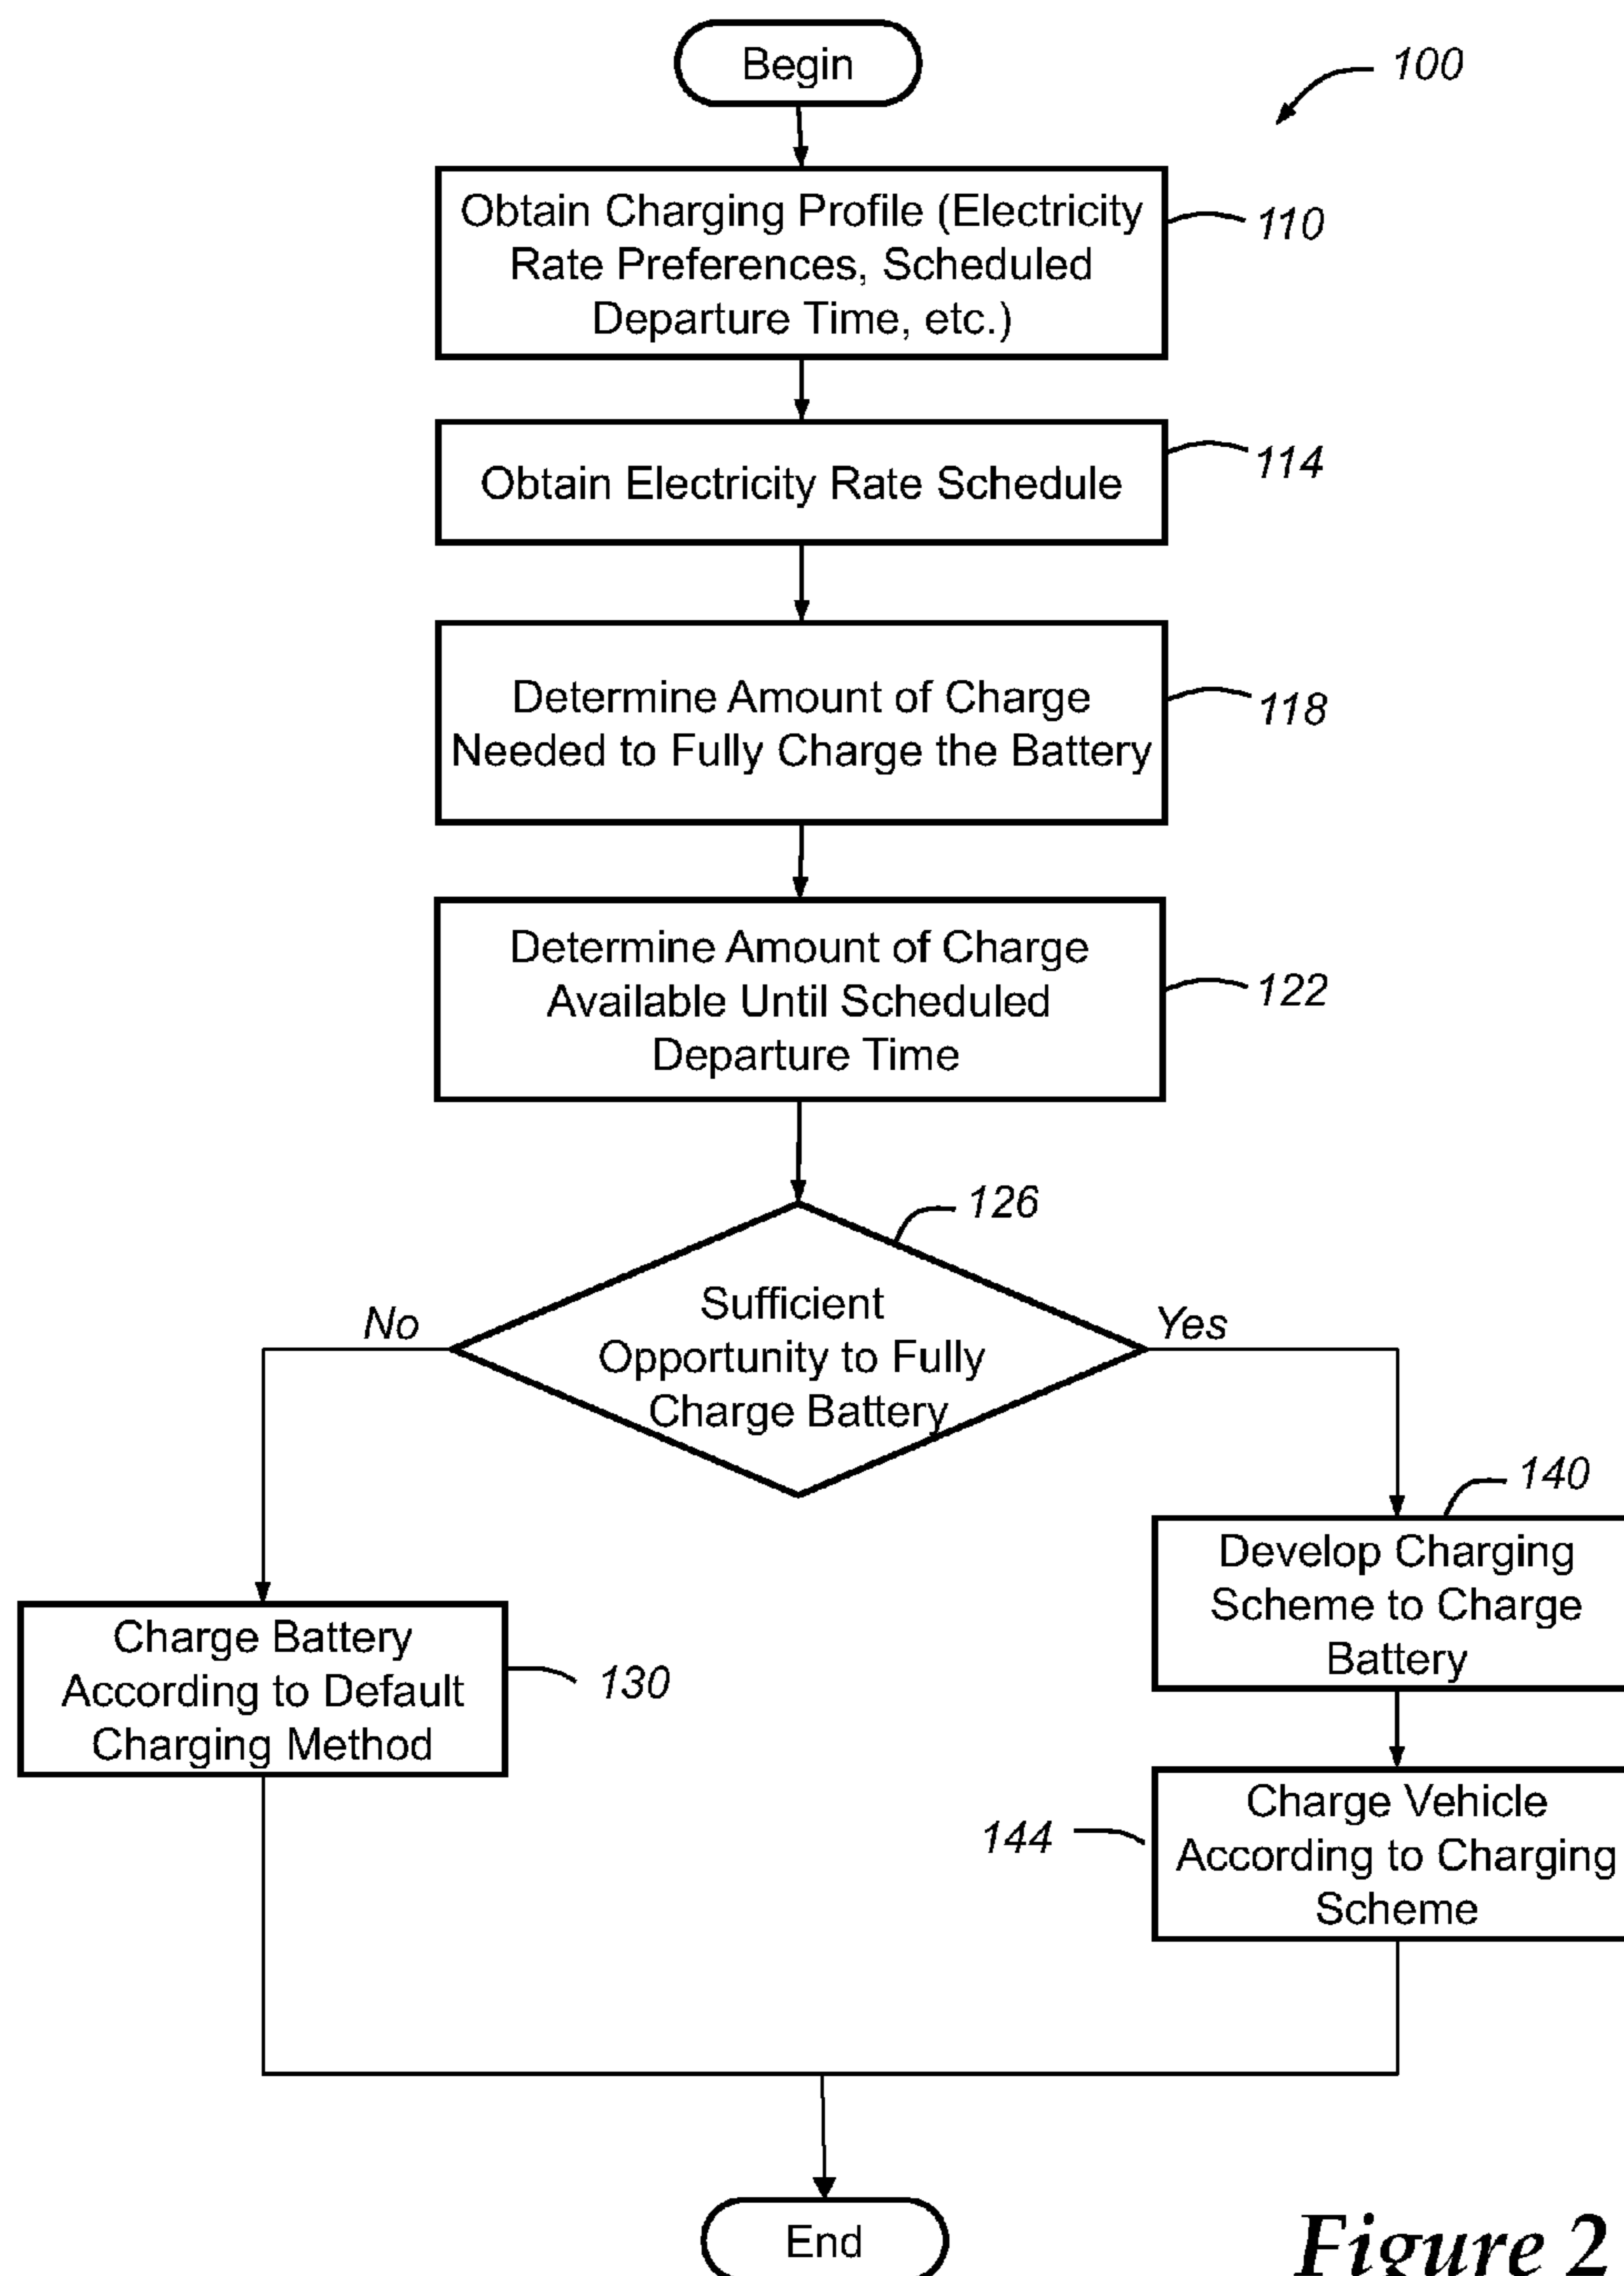 Begin
100
Obtain Charging Profile (Electricity
Rate Preferences, Scheduled
Departure Time, etc.)
110
Obtain Electricity Rate Schedule
114
Determine Amount of Charge
Needed to Fully Charge the Battery
118
Determine Amount of Charge
Available Until Scheduled
Departure Time
122
126
Sufficient
Opportunity to Fully
Charge Battery
No
Yes
140
Develop Charging
Scheme to Charge
Battery
Charge Battery
According to Default
Charging Method
130
Charge Vehicle
According to Charging
Scheme
144
End
Figure 2